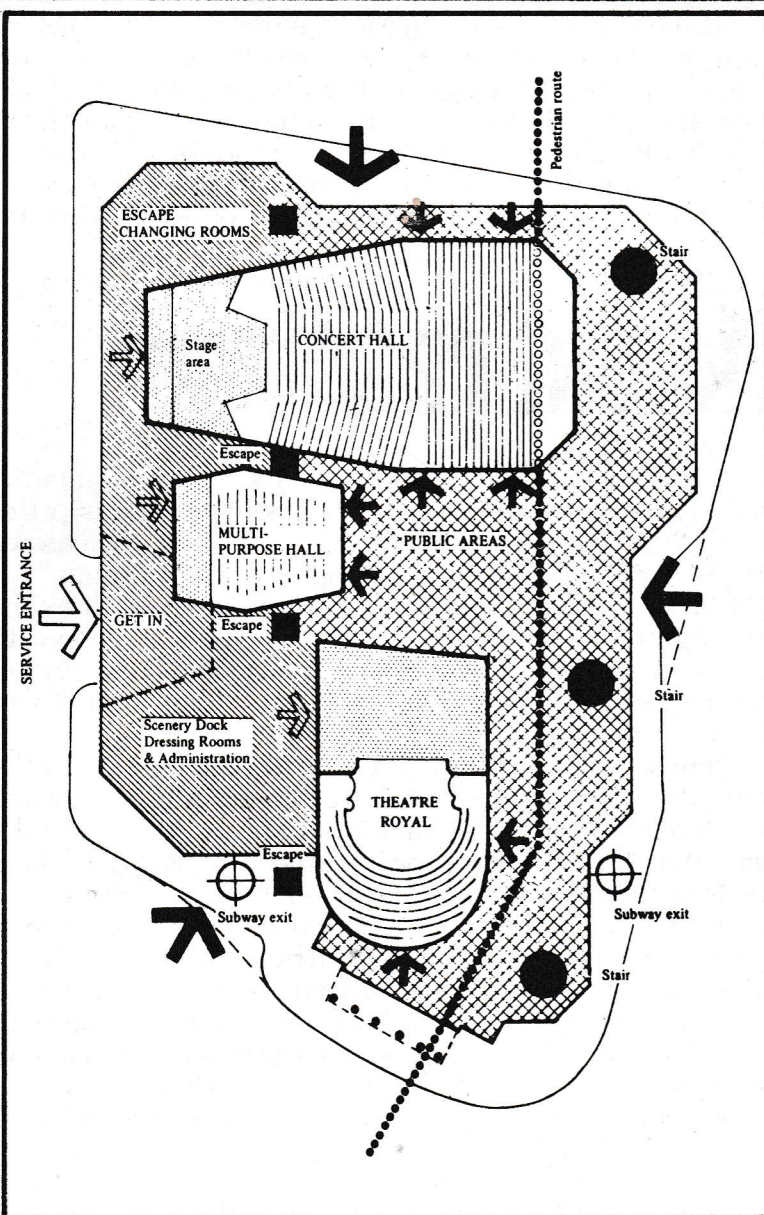 Pedestrian route
ESCAPE
CHANGING ROOMS
Stair
Stage
area
CONCERT HALL
Escape
MULTI-
PURPOSE HALL
PUBLIC AREAS
SERVICE ENTRANCE
GET IN
Escape
Stair
Scenery Dock
Dressing Rooms
& Administration
THEATRE
ROYAL
Escape
Subway exit
Subway exit
Stair